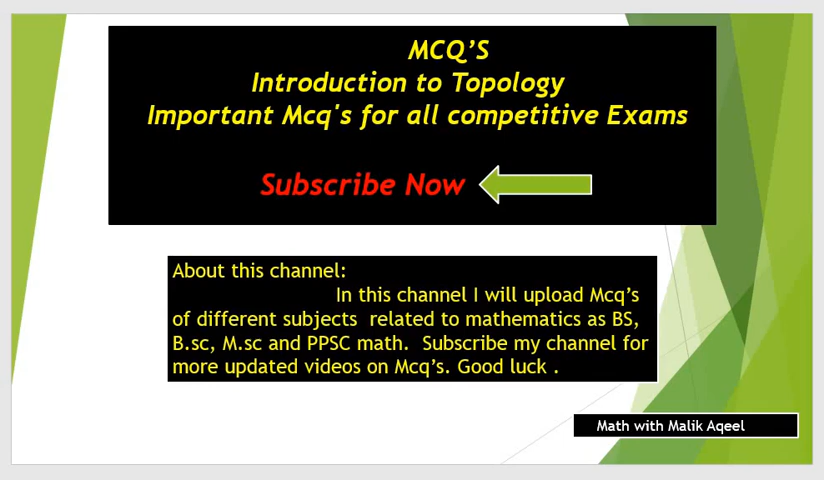 MCQ’S
Introduction to Topology
Important Mcq's for all competitive Exams
Subscribe Now
About this channel:
In this channel I will upload Mcq’s
of different subjects related to mathematics as BS,
B.sc, M.sc and PPSC math. Subscribe my channel for
more updated videos on Mcq’s. Good luck .
Math with Malik Aqeel